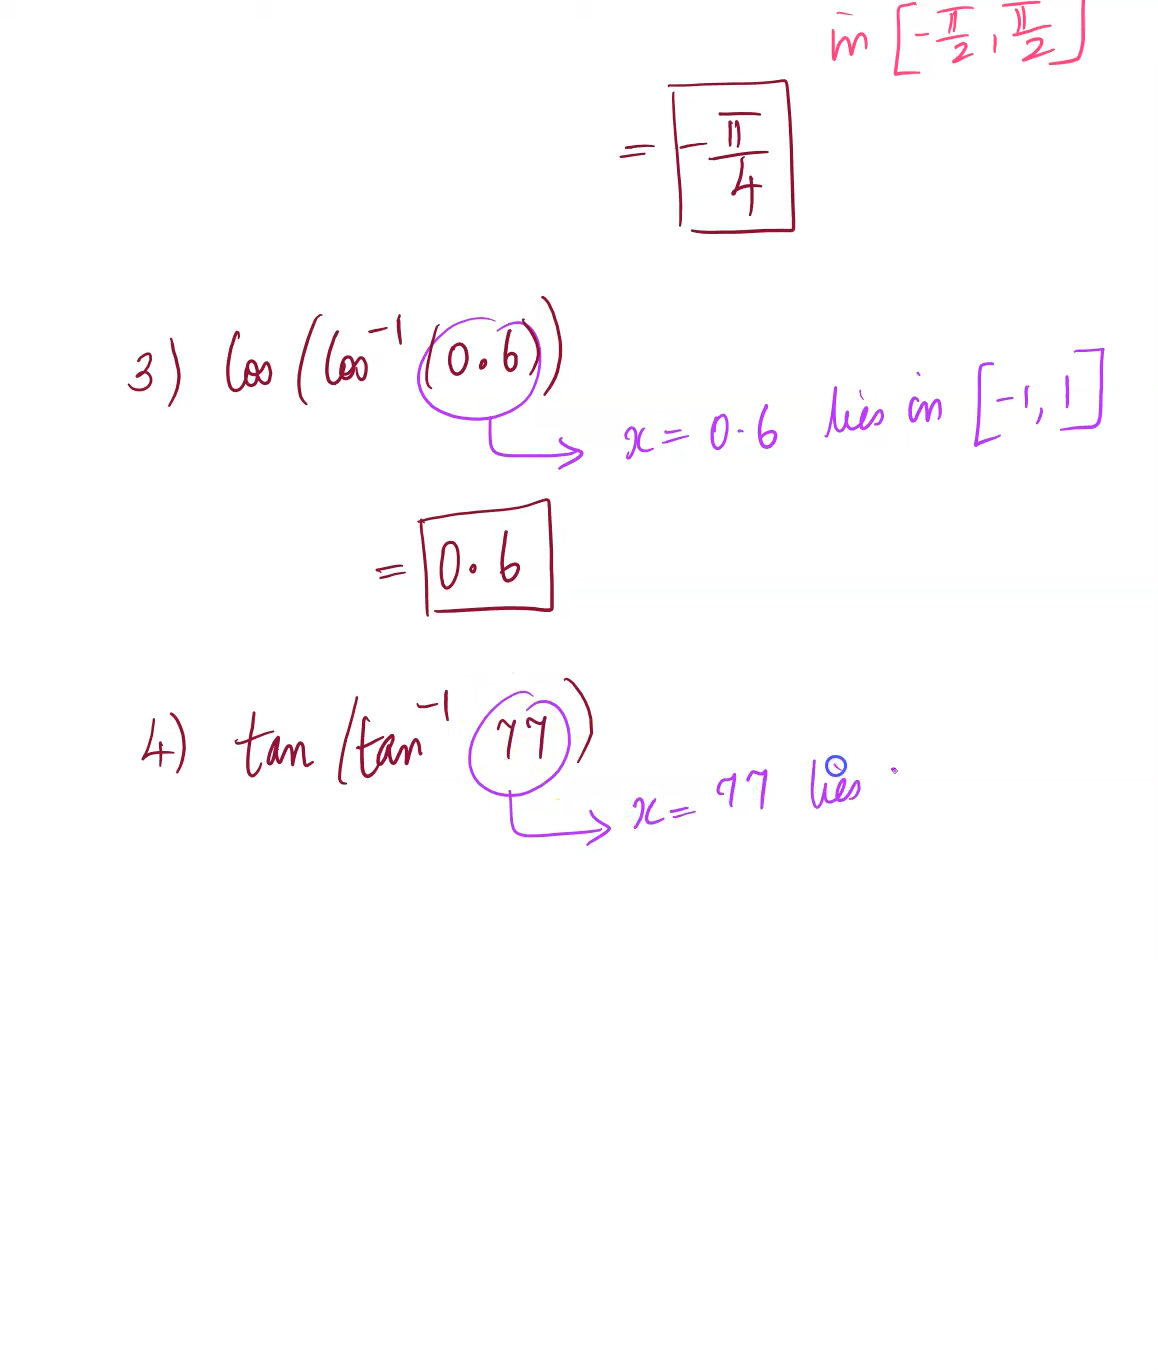 in [-π/2, π/2]
= -π/4
3) Cos(Cos⁻¹(0.6))
x = 0.6 lies in [-1, 1]
= 0.6
4) tan(tan⁻¹ 77)
x = 77 lies